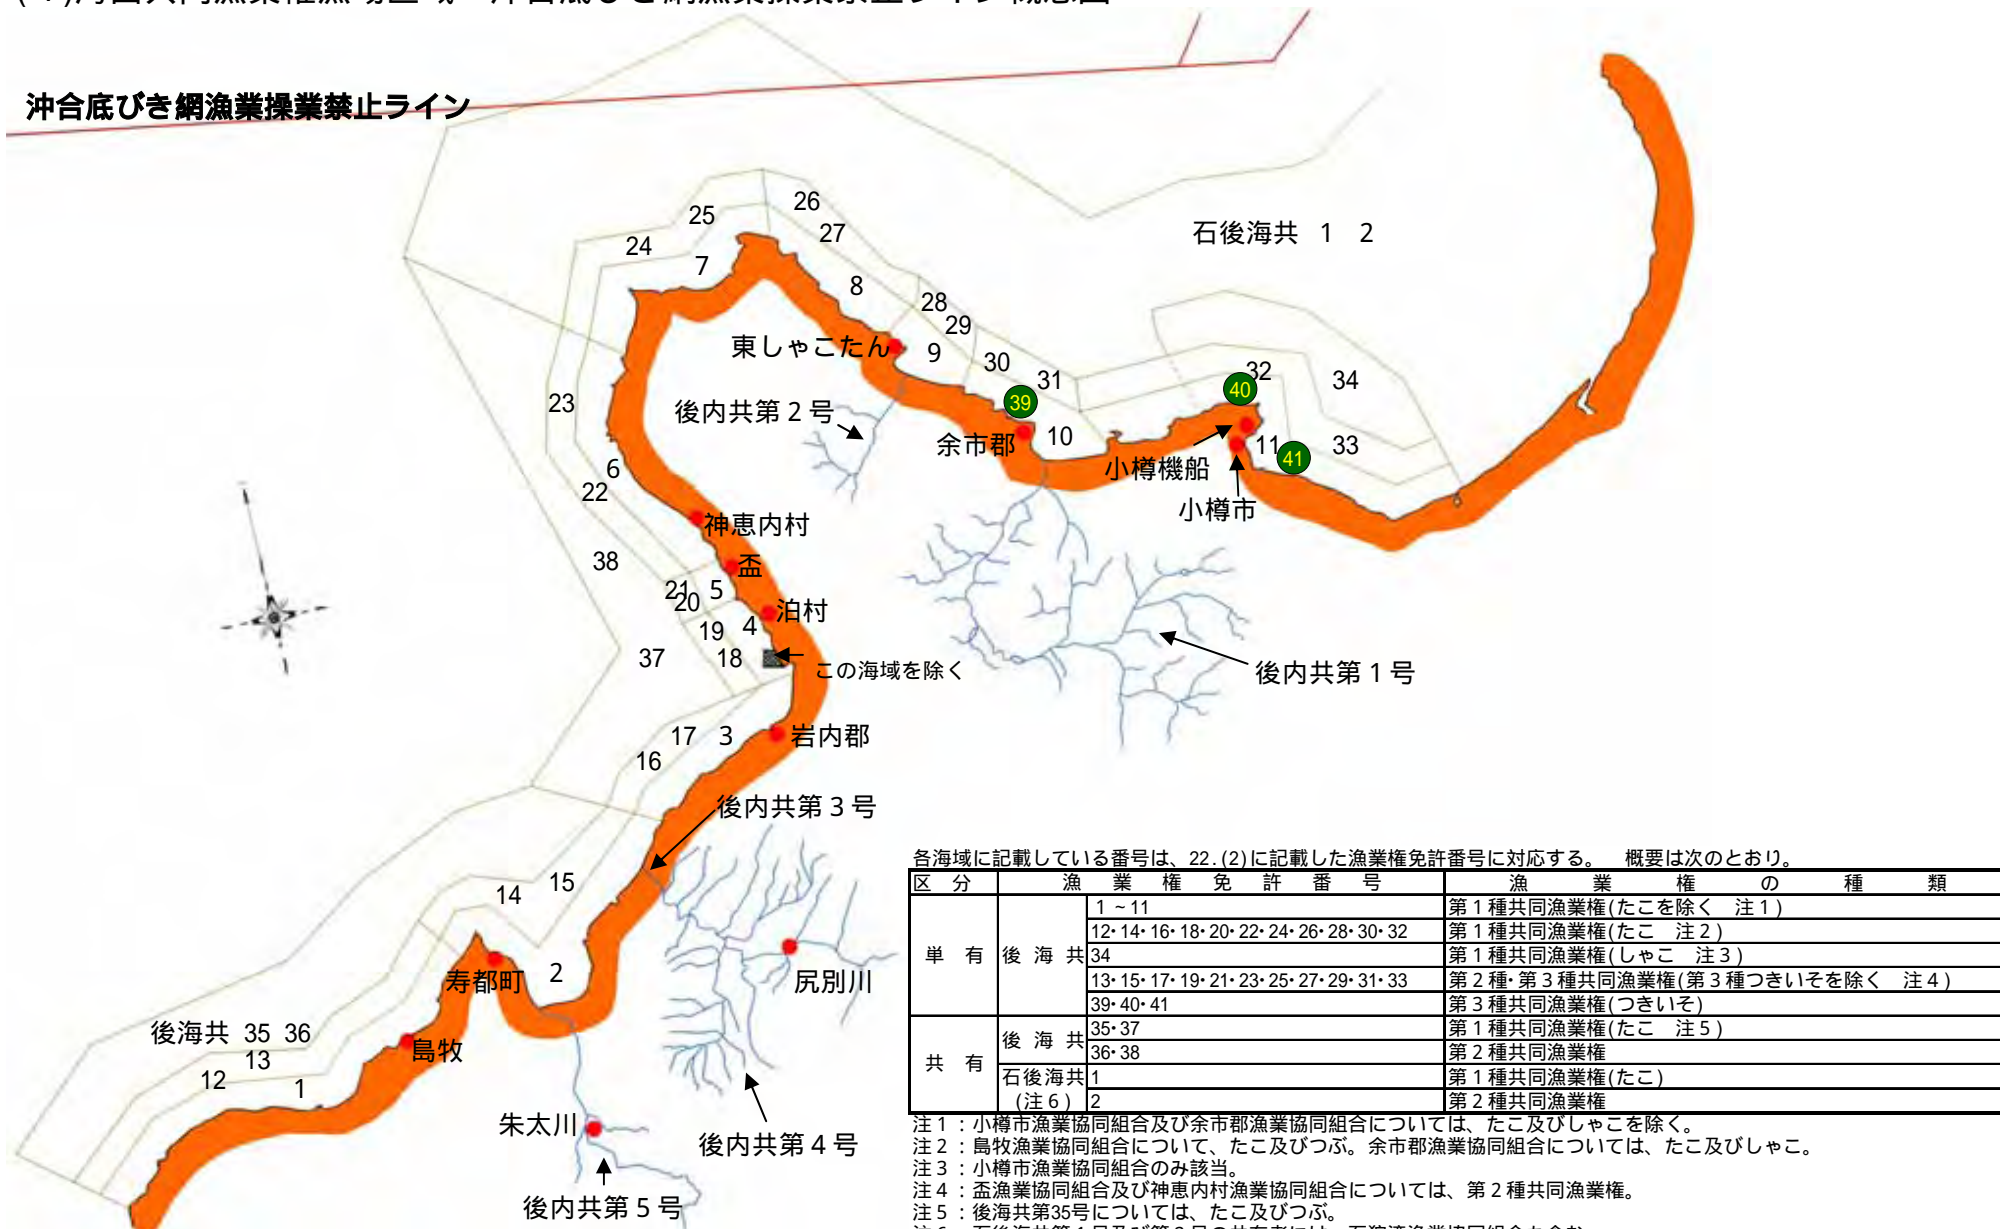 沖合底びき網漁業操業禁止ライン
26
25
27
24
7
石後海共 1 2
8
28
29
東しゃこたん
9
30
31
32
34
23
39
40
後内共第2号
余市郡
10
11
33
41
小樽機船
6
22
小樽市
神恵内村
38
盃
21
5
20
泊村
19
4
37
18
この海域を除く
後内共第1号
17
3
岩内郡
16
後内共第3号
15
14
2
寿都町
尻別川
後海共 35 36
13
島牧
12
1
朱太川
後内共第4号
後内共第5号
各海域に記載している番号は、22.(2)に記載した漁業権免許番号に対応する。 概要は次のとおり。
区分 漁業権免許番号 漁業権の種類
単有 後海共 1~11 第1種共同漁業権(たこを除く 注1)
12・14・16・18・20・22・24・26・28・30・32 第1種共同漁業権(たこ 注2)
34 第1種共同漁業権(しゃこ 注3)
13・15・17・19・21・23・25・27・29・31・33 第2種・第3種共同漁業権(第3種つきいそを除く 注4)
39・40・41 第3種共同漁業権(つきいそ)
共有 後海共 35・37 第1種共同漁業権(たこ 注5)
36・38 第2種共同漁業権
石後海共(注6) 1 第1種共同漁業権(たこ)
2 第2種共同漁業権
注1:小樽市漁業協同組合及び余市郡漁業協同組合については、たこ及びしゃこを除く。
注2:島牧漁業協同組合について、たこ及びつぶ。余市郡漁業協同組合については、たこ及びしゃこ。
注3:小樽市漁業協同組合のみ該当。
注4:盃漁業協同組合及び神恵内村漁業協同組合については、第2種共同漁業権。
注5:後海共第35号については、たこ及びつぶ。